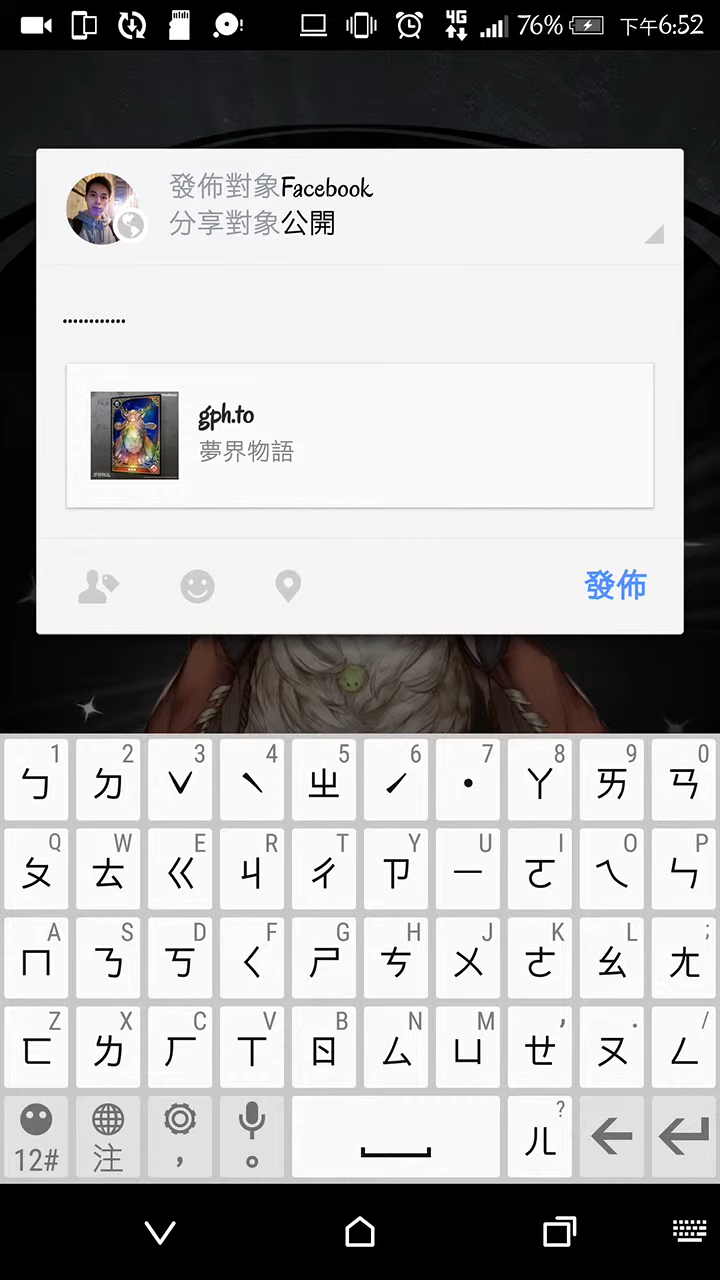 76% 下午6:52
4G
發佈對象Facebook
分享對象公開
............
gph.to
夢界物語
發佈
1 2 3 4 5 6 7 8 9 0
ㄅ ㄉ ˇ ˋ ㄓ ˊ ˙ ㄚ ㄞ ㄢ
Q W E R T Y U I O P
ㄆ ㄊ ㄍ ㄐ ㄔ ㄗ ㄧ ㄛ ㄟ ㄣ
A S D F G H J K L ;
ㄇ ㄋ ㄎ ㄑ ㄕ ㄘ ㄨ ㄜ ㄠ ㄤ
Z X C V B N M , . /
ㄈ ㄌ ㄏ ㄒ ㄖ ㄙ ㄩ ㄝ ㄡ ㄥ
?
12# 注 , 。 ㄦ